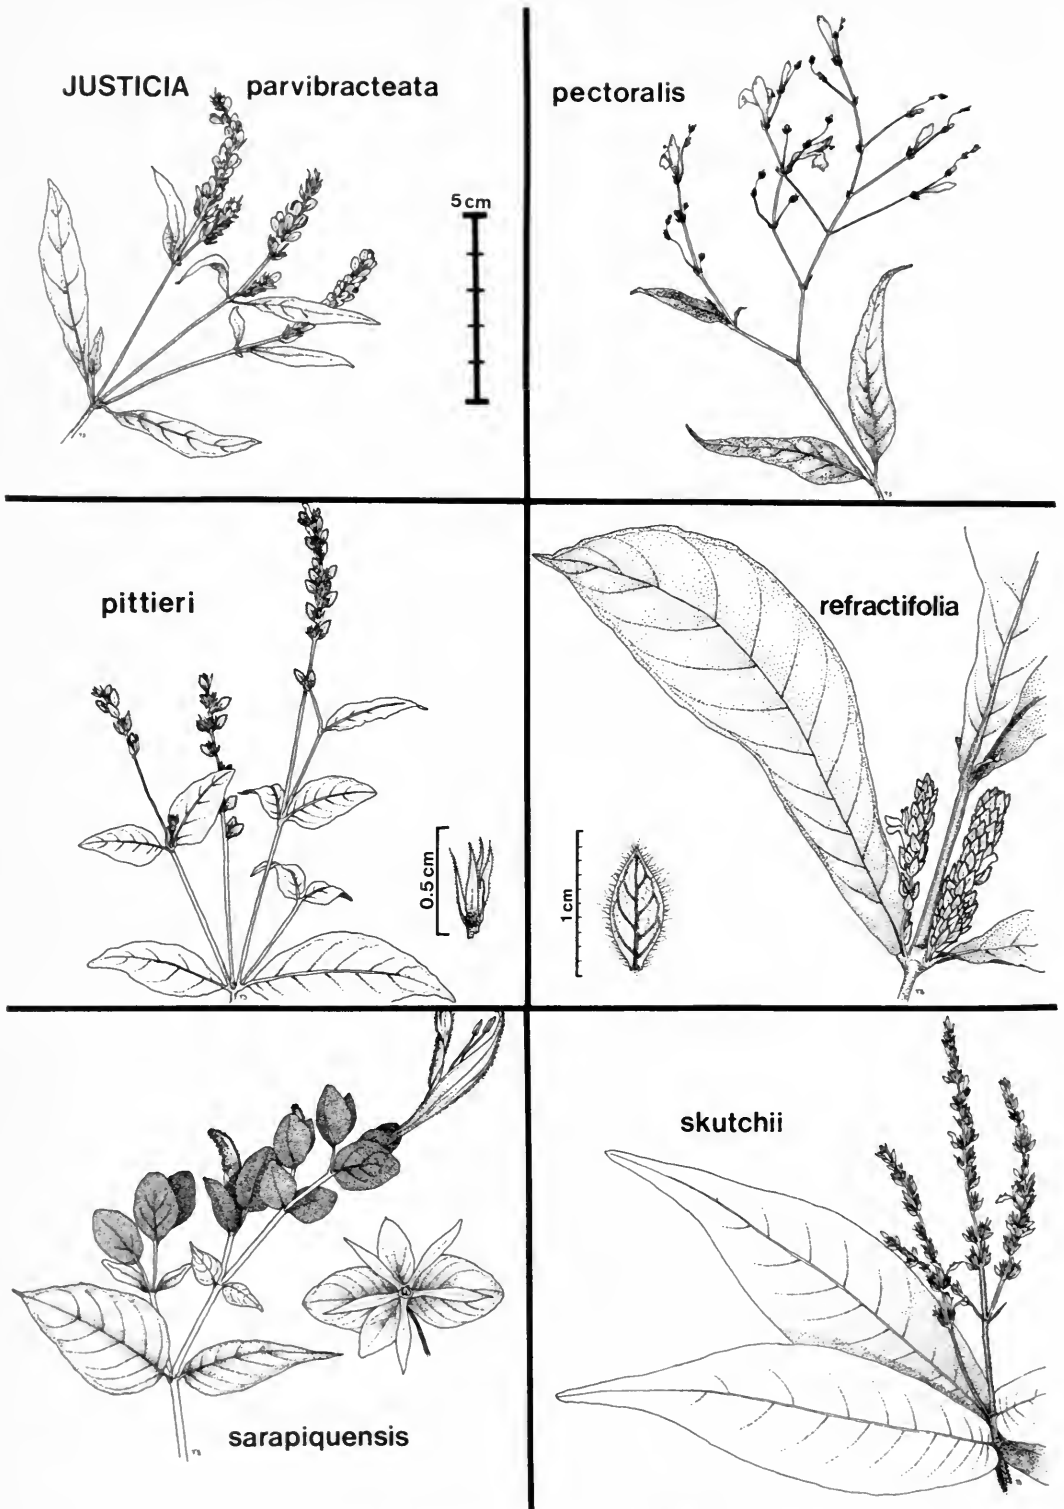 JUSTICIA parvibracteata
pectoralis
5 cm
pittieri
refractifolia
0.5 cm
1 cm
skutchii
sarapiquensis